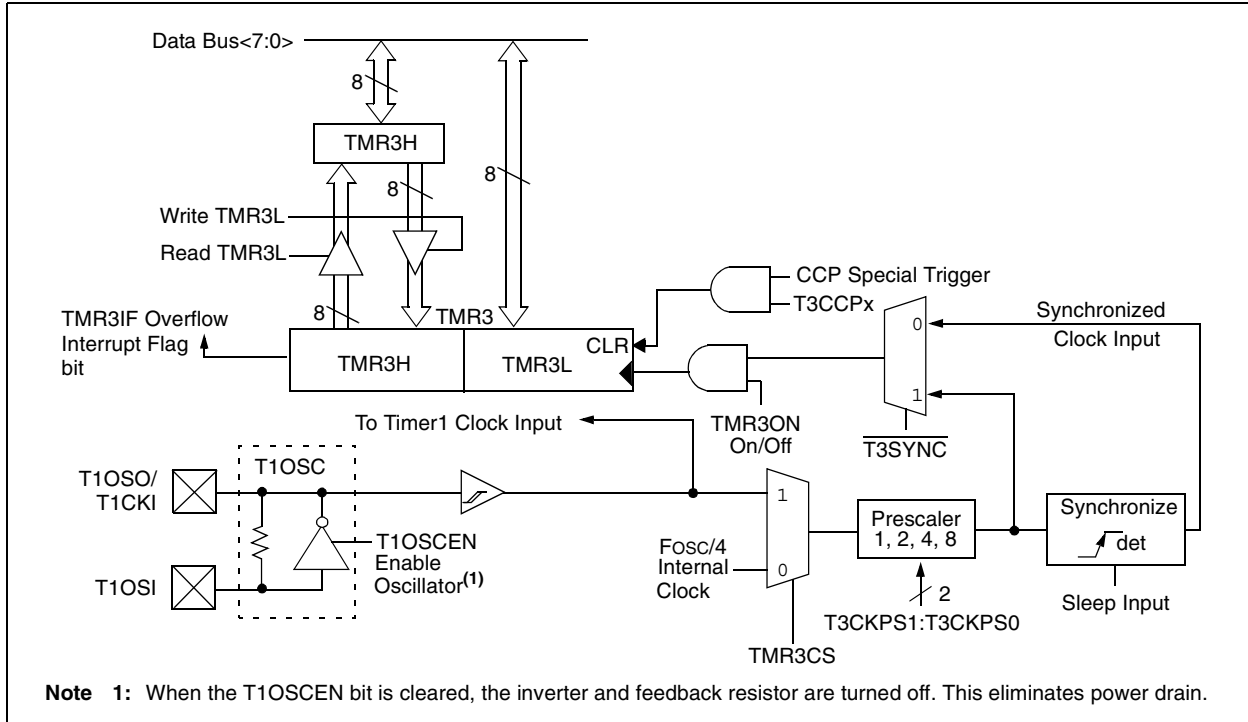 Data Bus<7:0>
8
TMR3H
8
8
Write TMR3L
Read TMR3L
8
TMR3
CCP Special Trigger
T3CCPx
TMR3IF Overflow
Interrupt Flag
bit
TMR3H
TMR3L
CLR
0
1
Synchronized
Clock Input
TMR3ON
On/Off
T3SYNC
To Timer1 Clock Input
T1OSC
T1OSO/
T1CKI
T1OSCEN
Enable
Oscillator(1)
T1OSI
1
0
FOSC/4
Internal
Clock
Prescaler
1, 2, 4, 8
Synchronize
det
2
T3CKPS1:T3CKPS0
Sleep Input
TMR3CS
Note 1: When the T1OSCEN bit is cleared, the inverter and feedback resistor are turned off. This eliminates power drain.